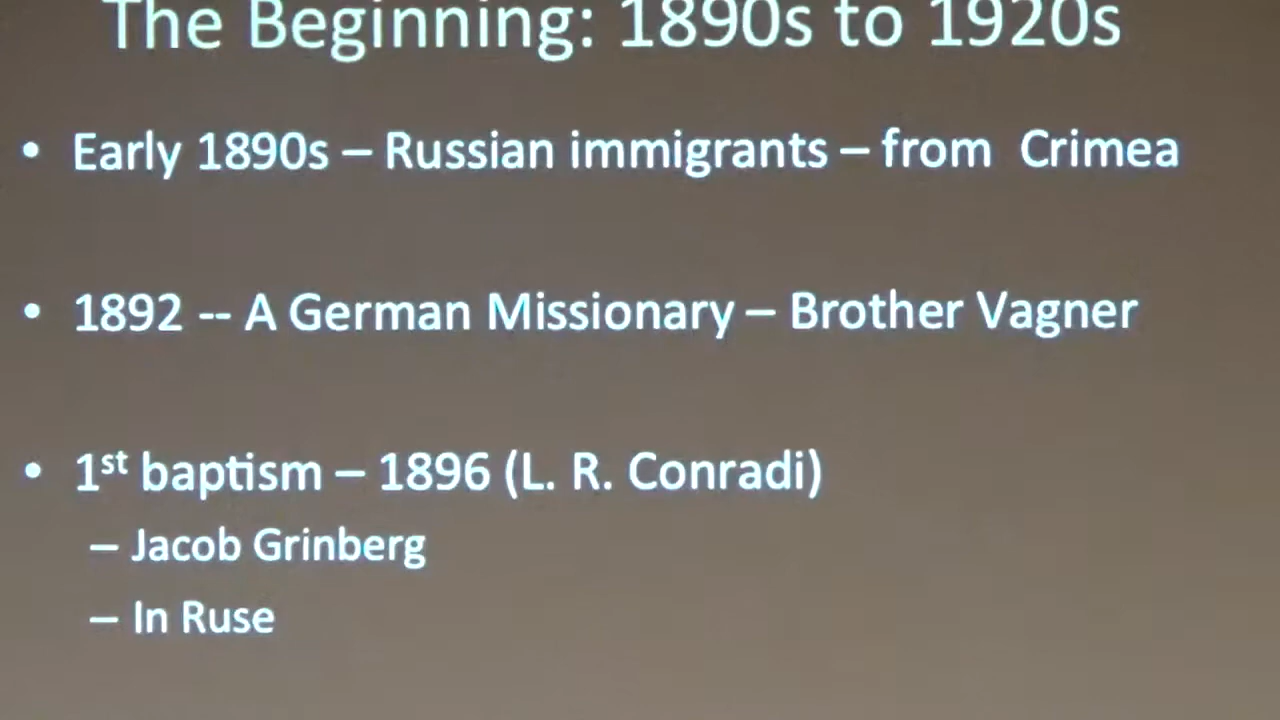 The Beginning: 1890s to 1920s
• Early 1890s – Russian immigrants – from Crimea
• 1892 -- A German Missionary – Brother Vagner
• 1st baptism – 1896 (L. R. Conradi)
– Jacob Grinberg
– In Ruse